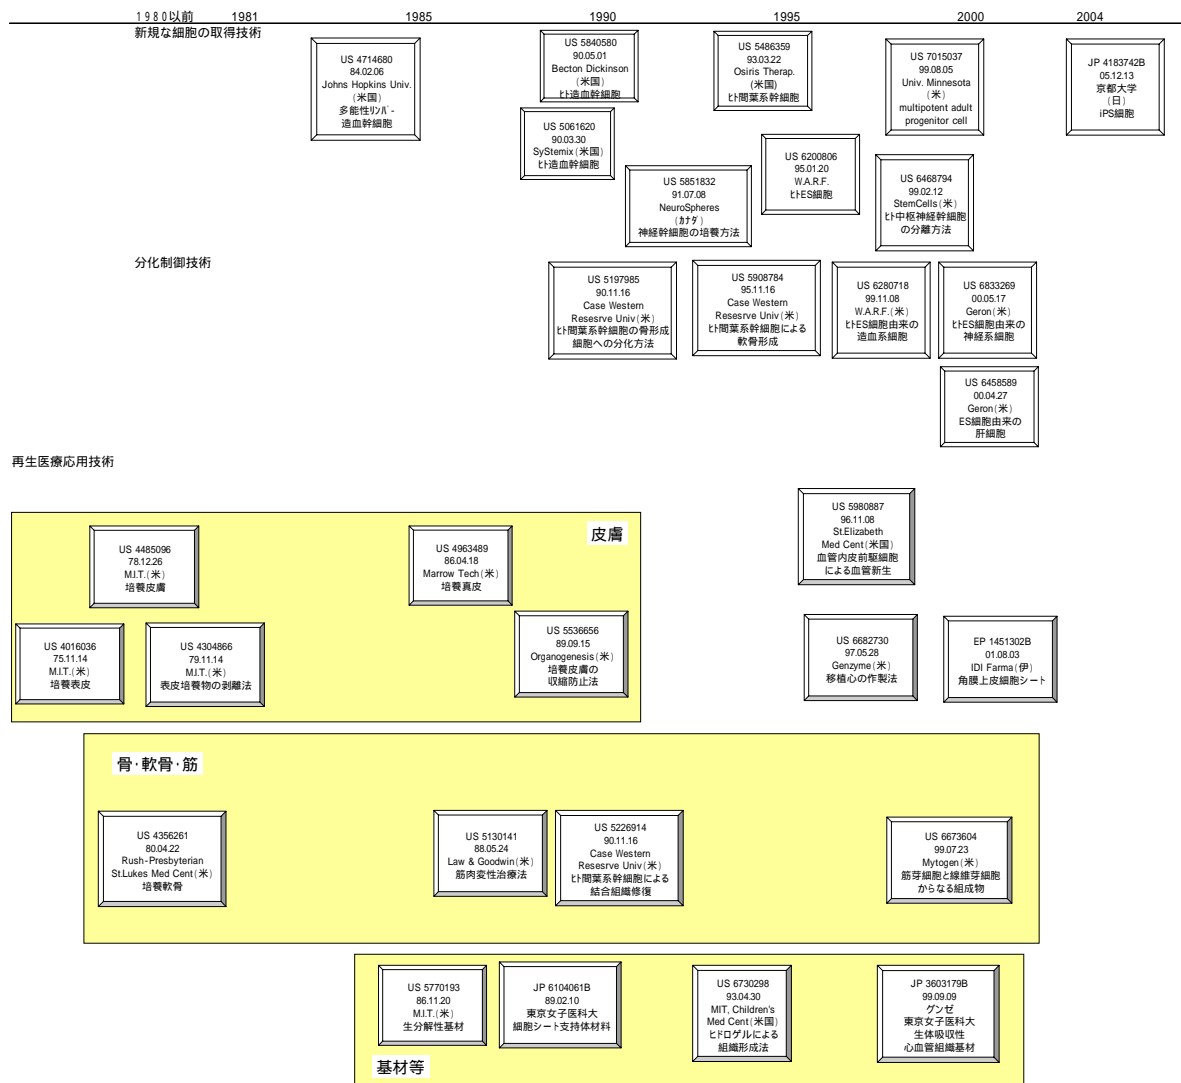 1980以前 1981 1985 1990 1995 2000 2004
新規な細胞の取得技術
US 4714680
84.02.06
Johns Hopkins Univ.
(米国)
多能性リンパ-
造血幹細胞
US 5840580
90.05.01
Becton Dickinson
(米国)
ヒト造血幹細胞
US 5486359
93.03.22
Osiris Therap.
(米国)
ヒト間葉系幹細胞
US 7015037
99.08.05
Univ. Minnesota
(米)
multipotent adult
progenitor cell
JP 4183742B
05.12.13
京都大学
(日)
iPS細胞
US 5061620
90.03.30
SyStemix(米国)
ヒト造血幹細胞
US 5851832
91.07.08
NeuroSpheres
(カナダ)
神経幹細胞の培養方法
US 6200806
95.01.20
W.A.R.F.
ヒトES細胞
US 6468794
99.02.12
StemCells(米)
ヒト中枢神経幹細胞
の分離方法
分化制御技術
US 5197985
90.11.16
Case Western
Resesrve Univ(米)
ヒト間葉系幹細胞の骨形成
細胞への分化方法
US 5908784
95.11.16
Case Western
Resesrve Univ(米)
ヒト間葉系幹細胞による
軟骨形成
US 6280718
99.11.08
W.A.R.F.(米)
ヒトES細胞由来の
造血系細胞
US 6833269
00.05.17
Geron(米)
ヒトES細胞由来の
神経系細胞
US 6458589
00.04.27
Geron(米)
ES細胞由来の
肝細胞
再生医療応用技術
皮膚
US 4485096
78.12.26
M.I.T.(米)
培養皮膚
US 4963489
86.04.18
Marrow Tech(米)
培養真皮
US 5980887
96.11.08
St.Elizabeth
Med Cent(米国)
血管内皮前駆細胞
による血管新生
US 4016036
75.11.14
M.I.T.(米)
培養表皮
US 4304866
79.11.14
M.I.T.(米)
表皮培養物の剥離法
US 5536656
89.09.15
Organogenesis(米)
培養皮膚の
収縮防止法
US 6682730
97.05.28
Genzyme(米)
移植心の作製法
EP 1451302B
01.08.03
IDI Farma(伊)
角膜上皮細胞シート
骨・軟骨・筋
US 4356261
80.04.22
Rush-Presbyterian
St.Lukes Med Cent(米)
培養軟骨
US 5130141
88.05.24
Law & Goodwin(米)
筋肉変性治療法
US 5226914
90.11.16
Case Western
Resesrve Univ(米)
ヒト間葉系幹細胞による
結合組織修復
US 6673604
99.07.23
Mytogen(米)
筋芽細胞と線維芽細胞
からなる組成物
US 5770193
86.11.20
M.I.T.(米)
生分解性基材
JP 6104061B
89.02.10
東京女子医科大
細胞シート支持体材料
US 6730298
93.04.30
MIT, Children's
Med Cent(米国)
ヒドロゲルによる
組織形成法
JP 3603179B
99.09.09
グンゼ
東京女子医科大
生体吸収性
心血管組織基材
基材等